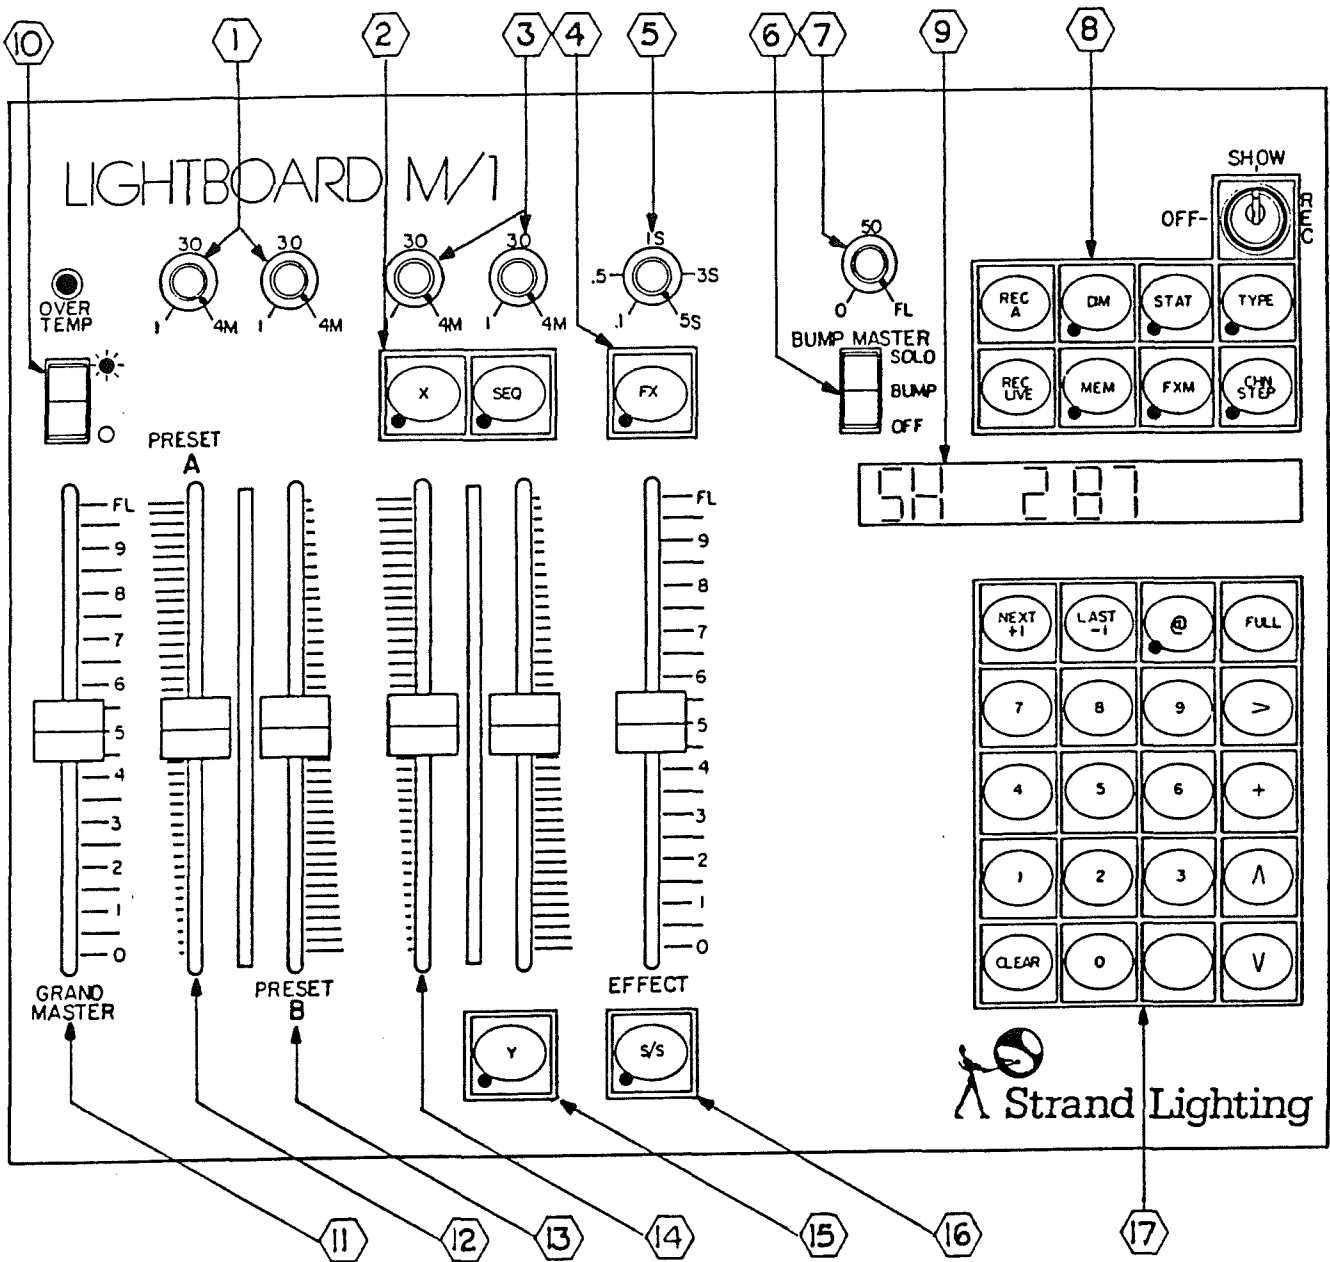 10 1 2 3 4 5 6 7 9 8
LIGHTBOARD M/1
SHOW
OFF-
REC
30 30 30 30 1S 50
.5 3S
1 4M 1 4M 4M 1 4M .1 5S 0 FL
OVER
TEMP
BUMP MASTER
SOLO
BUMP
OFF
REC
A
DM
STAT
TYPE
REC
LIVE
MEM
FXM
CHN
STEP
X
SEQ
FX
PRESET
A
SH 287
FL
9
8
7
6
5
4
3
2
1
0
FL
9
8
7
6
5
4
3
2
1
0
NEXT
+1
LAST
-1
@
FULL
7 8 9 >
4 5 6 +
1 2 3 Λ
CLEAR 0 V
GRAND
MASTER
PRESET
B
EFFECT
Y
S/S
Strand Lighting
11 12 13 14 15 16 17